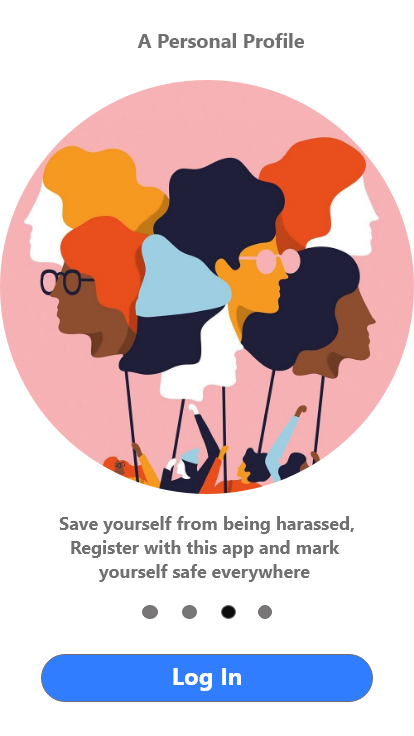 A Personal Profile
Save yourself from being harassed,
Register with this app and mark
yourself safe everywhere
Log In